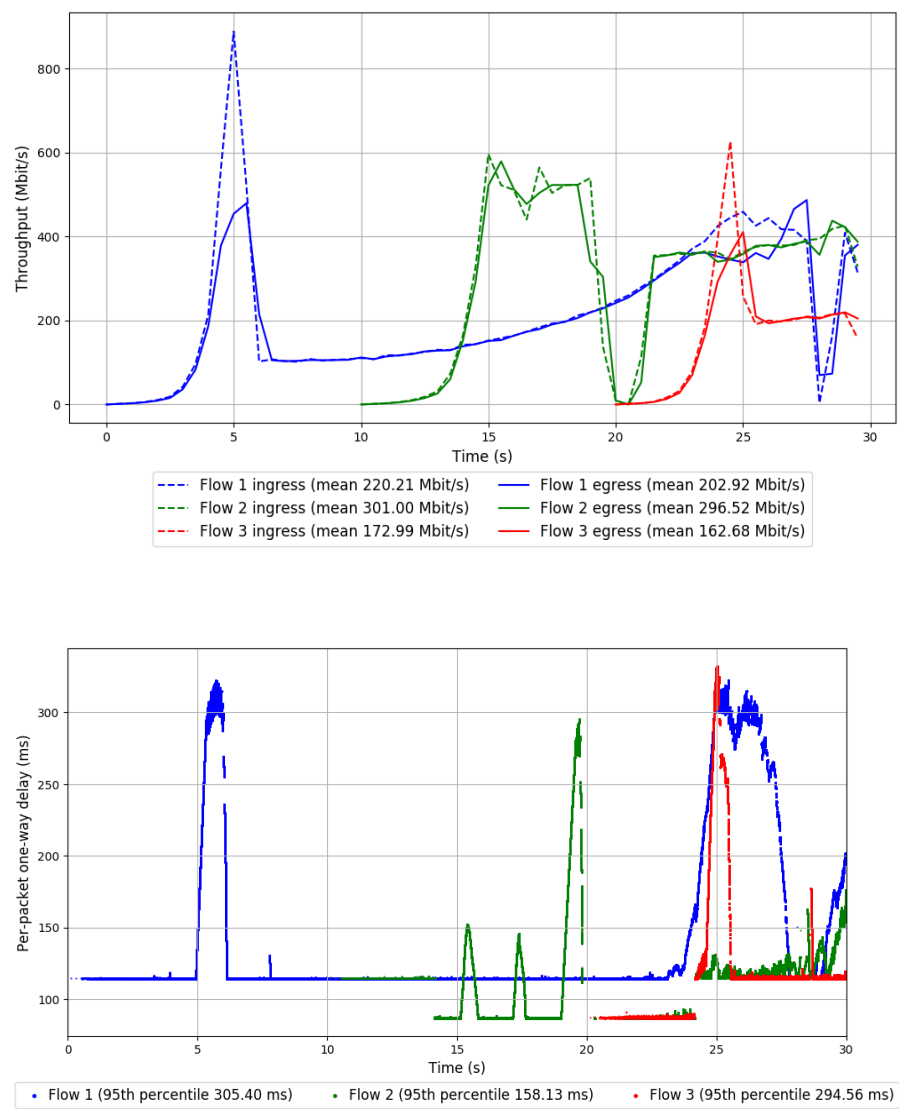 800
600
400
200
0
Throughput (Mbit/s)
0 5 10 15 20 25 30
Time (s)
Flow 1 ingress (mean 220.21 Mbit/s) Flow 1 egress (mean 202.92 Mbit/s)
Flow 2 ingress (mean 301.00 Mbit/s) Flow 2 egress (mean 296.52 Mbit/s)
Flow 3 ingress (mean 172.99 Mbit/s) Flow 3 egress (mean 162.68 Mbit/s)
300
250
200
150
100
Per-packet one-way delay (ms)
0 5 10 15 20 25 30
Time (s)
Flow 1 (95th percentile 305.40 ms) Flow 2 (95th percentile 158.13 ms) Flow 3 (95th percentile 294.56 ms)